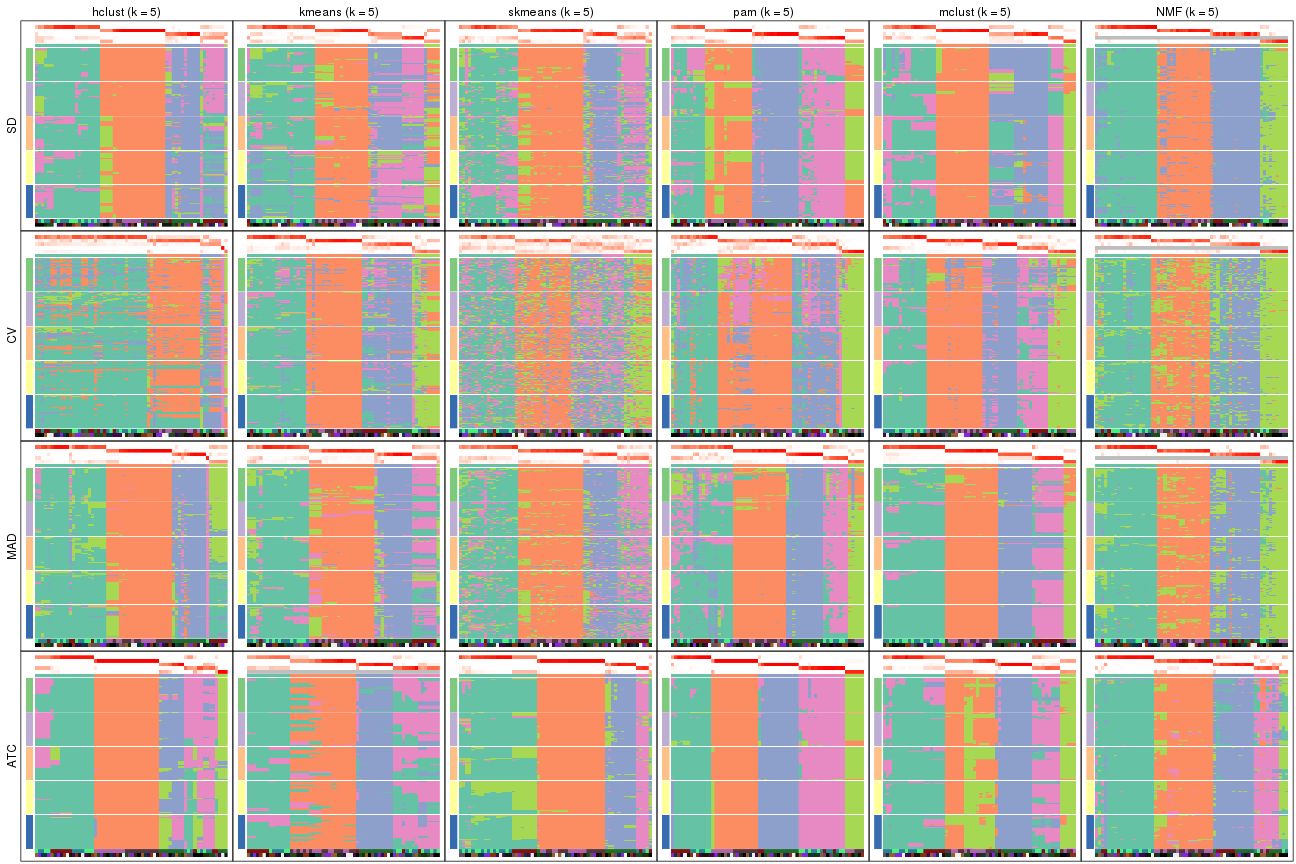 hclust (k = 5) kmeans (k = 5) skmeans (k = 5) pam (k = 5) mclust (k = 5) NMF (k = 5)
SD
CV
MAD
ATC